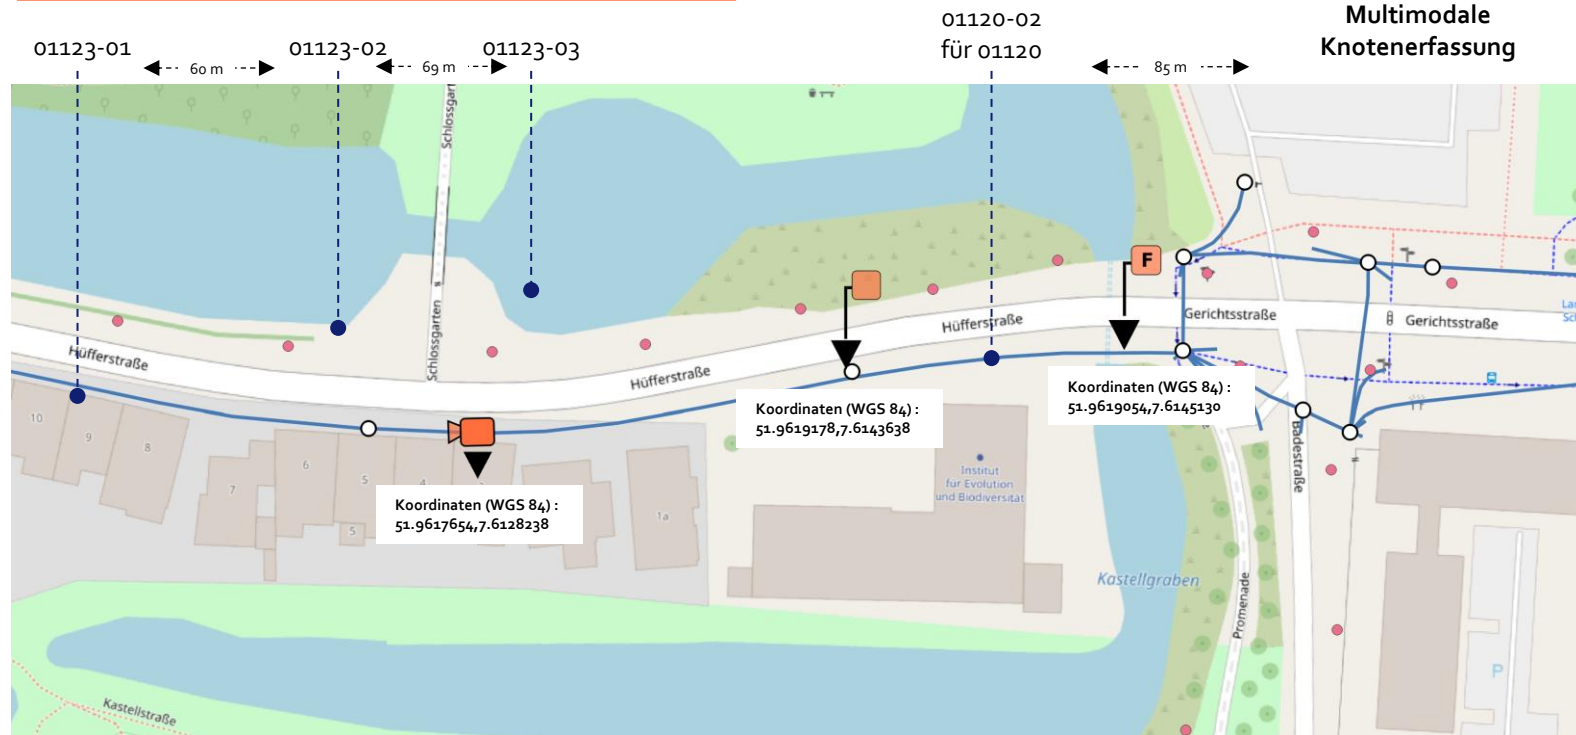 01120-02
für 01120
Multimodale
Knotenerfassung
01123-01
60 m
01123-02
69 m
01123-03
85 m
Schlossgart
Schlossgarten
Hüfferstraße
Hüfferstraße
Hüfferstraße
F
Gerichtsstraße
Gerichtsstraße
La
Sc
10
9
8
7
6
5
4
5
1a
Koordinaten (WGS 84) :
51.9617654,7.6128238
Koordinaten (WGS 84) :
51.9619178,7.6143638
Koordinaten (WGS 84) :
51.9619054,7.6145130
Institut
für Evolution
und Biodiversität
Badestraße
Kastellgraben
Promenade
P
Kastellstraße